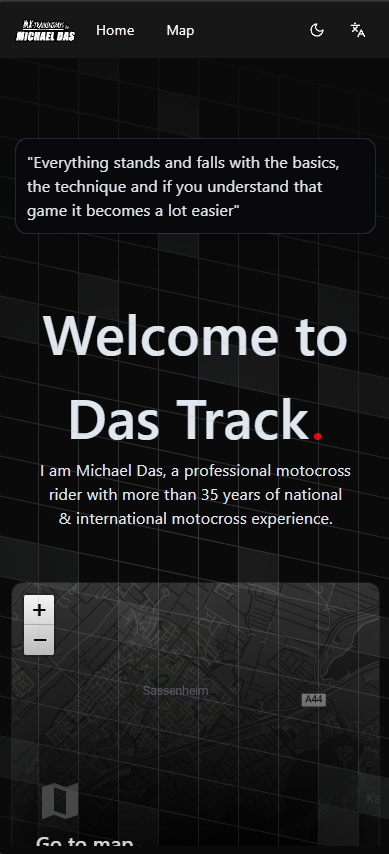 MX-TRAININGDAYS by
MICHAEL DAS
Home
Map
"Everything stands and falls with the basics,
the technique and if you understand that
game it becomes a lot easier"
Welcome to
Das Track.
I am Michael Das, a professional motocross
rider with more than 35 years of national
& international motocross experience.
+
−
Sassenheim
A44
Go to map